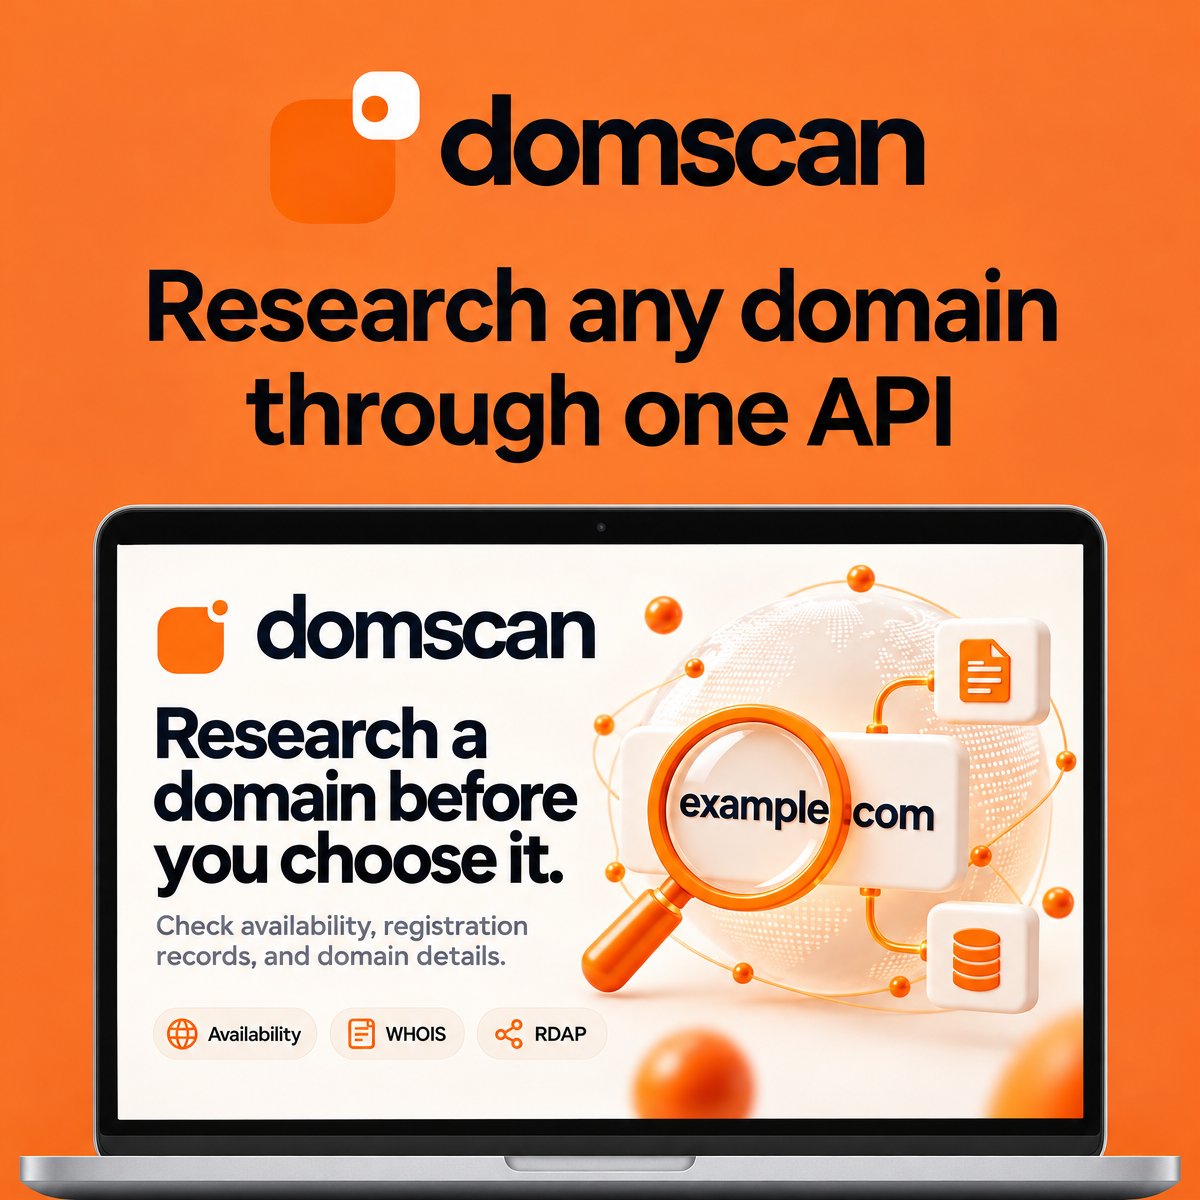 domscan
Research any domain
through one API
domscan
Research a
domain before
you choose it.
Check availability, registration
records, and domain details.
Availability
WHOIS
RDAP
example.com